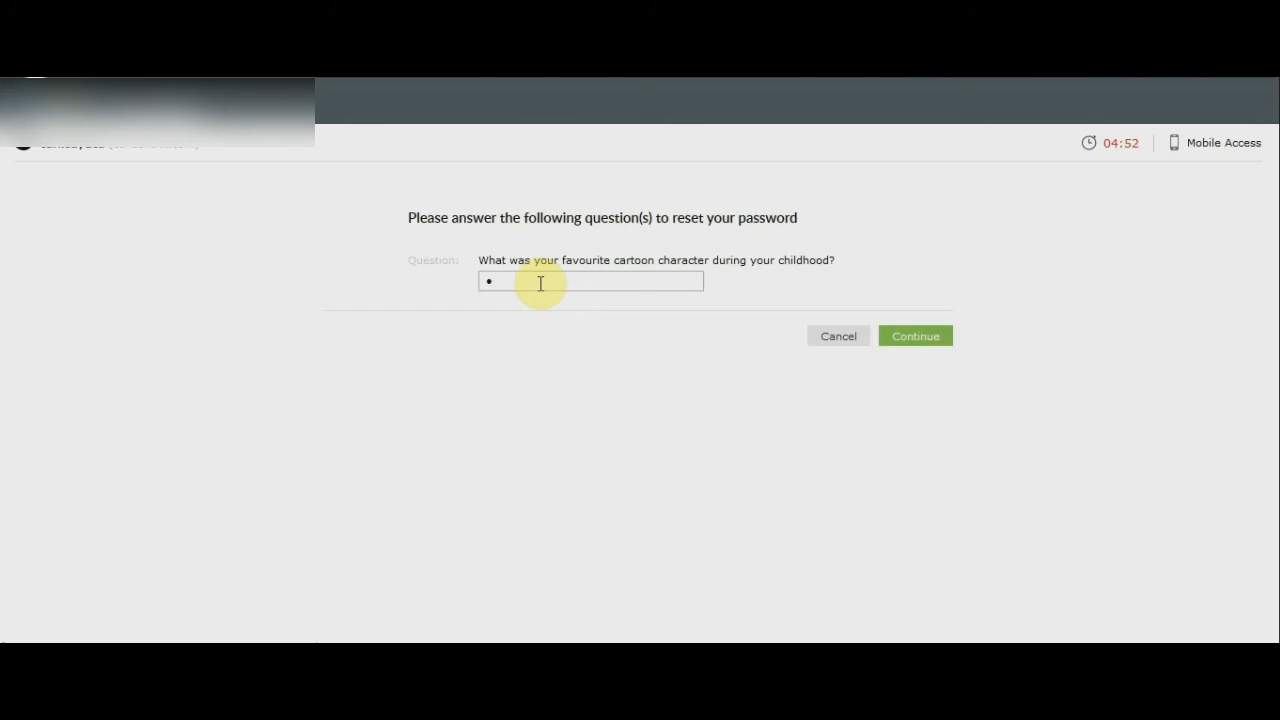 04:52
Mobile Access
Please answer the following question(s) to reset your password
Question: What was your favourite cartoon character during your childhood?
•
Cancel
Continue